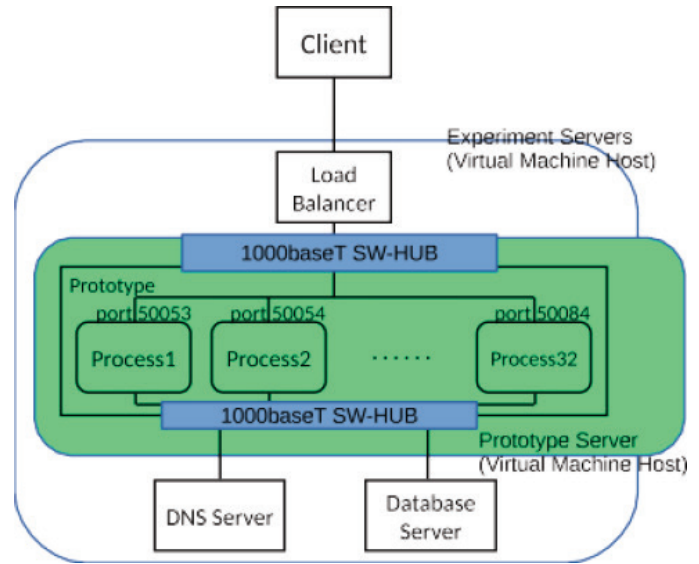 Client
Experiment Servers
(Virtual Machine Host)
Load
Balancer
1000baseT SW-HUB
Prototype
port 50053
port 50054
port 50084
Process1
Process2
······
Process32
1000baseT SW-HUB
Prototype Server
(Virtual Machine Host)
DNS Server
Database
Server